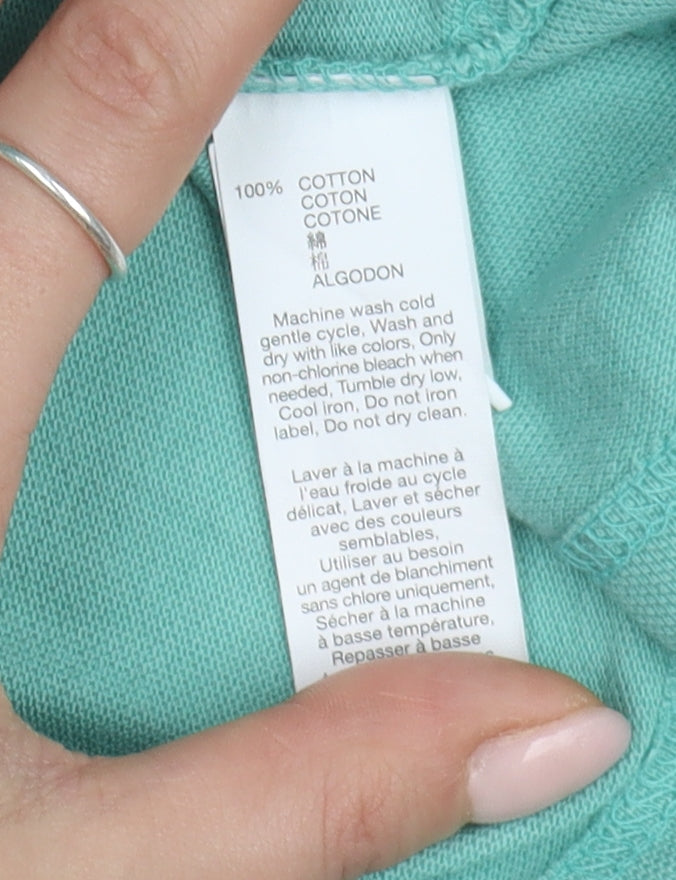 100% COTTON
COTON
COTONE
綿
棉
ALGODON
Machine wash cold
gentle cycle, Wash and
dry with like colors, Only
non-chlorine bleach when
needed, Tumble dry low,
Cool iron, Do not iron
label, Do not dry clean.
Laver à la machine à
l'eau froide au cycle
délicat, Laver et sécher
avec des couleurs
semblables,
Utiliser au besoin
un agent de blanchiment
sans chlore uniquement,
Sécher à la machine
à basse température,
Repasser à basse